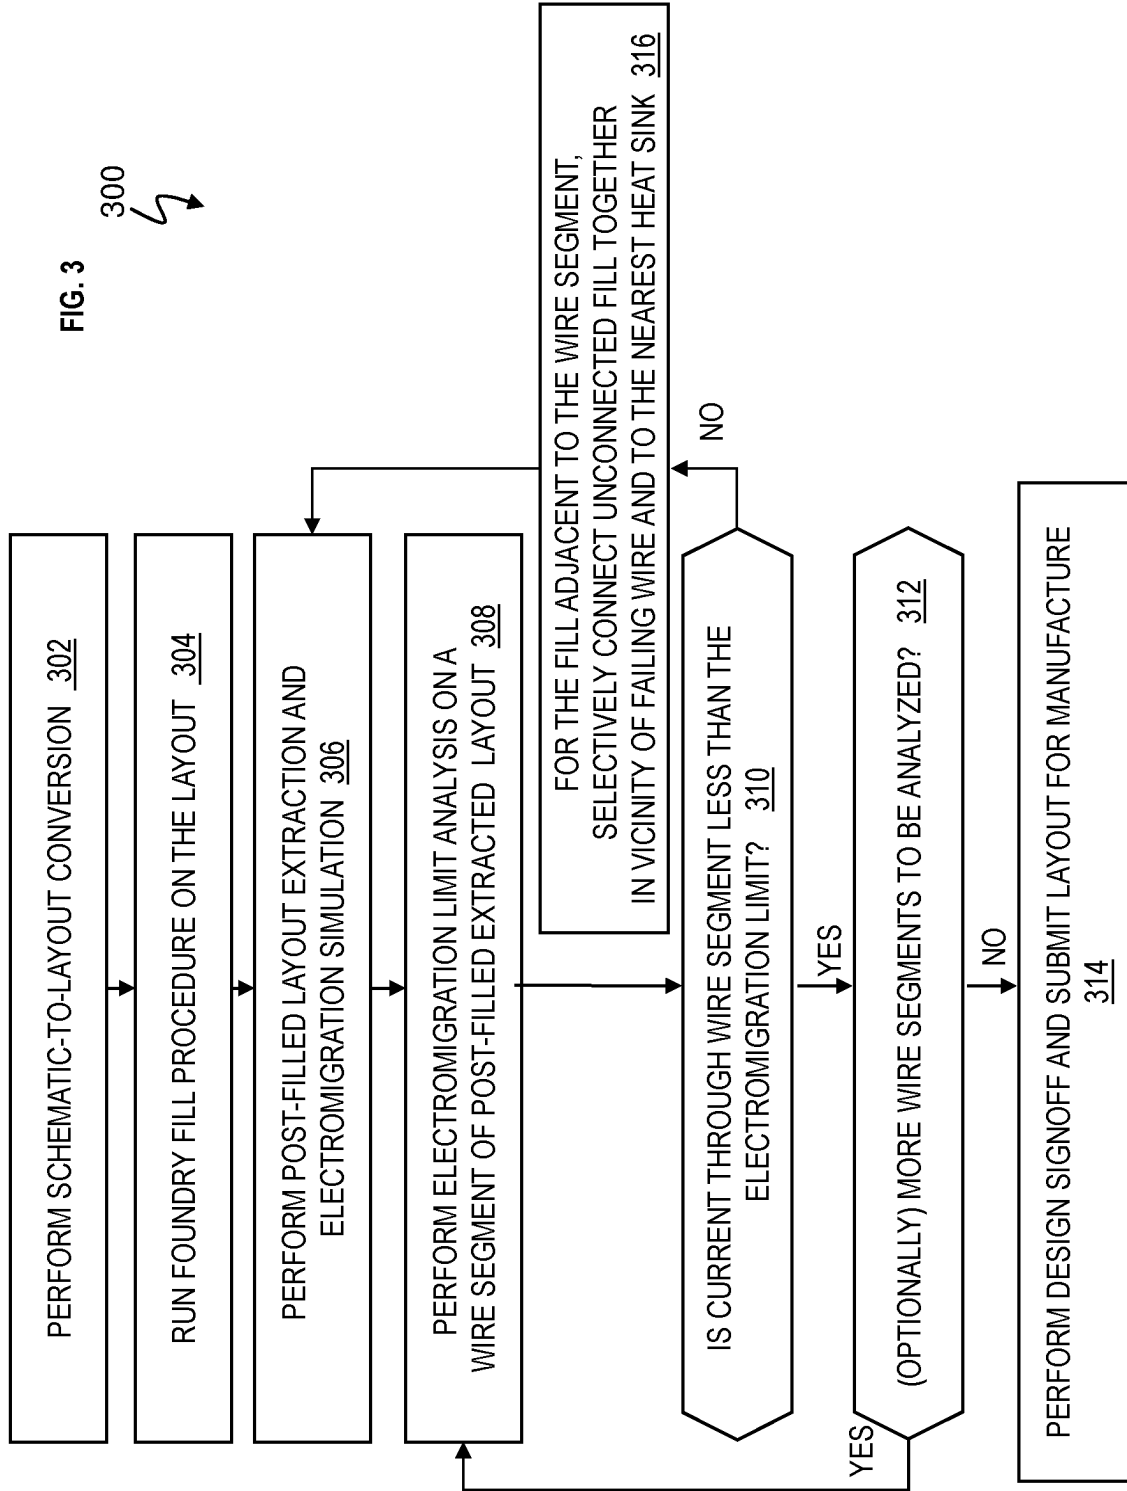 FIG. 3
300
PERFORM SCHEMATIC-TO-LAYOUT CONVERSION 302
RUN FOUNDRY FILL PROCEDURE ON THE LAYOUT 304
PERFORM POST-FILLED LAYOUT EXTRACTION AND
ELECTROMIGRATION SIMULATION 306
PERFORM ELECTROMIGRATION LIMIT ANALYSIS ON A
WIRE SEGMENT OF POST-FILLED EXTRACTED LAYOUT 308
FOR THE FILL ADJACENT TO THE WIRE SEGMENT,
SELECTIVELY CONNECT UNCONNECTED FILL TOGETHER
IN VICINITY OF FAILING WIRE AND TO THE NEAREST HEAT SINK 316
NO
IS CURRENT THROUGH WIRE SEGMENT LESS THAN THE
ELECTROMIGRATION LIMIT? 310
YES
YES
(OPTIONALLY) MORE WIRE SEGMENTS TO BE ANALYZED? 312
NO
PERFORM DESIGN SIGNOFF AND SUBMIT LAYOUT FOR MANUFACTURE
314